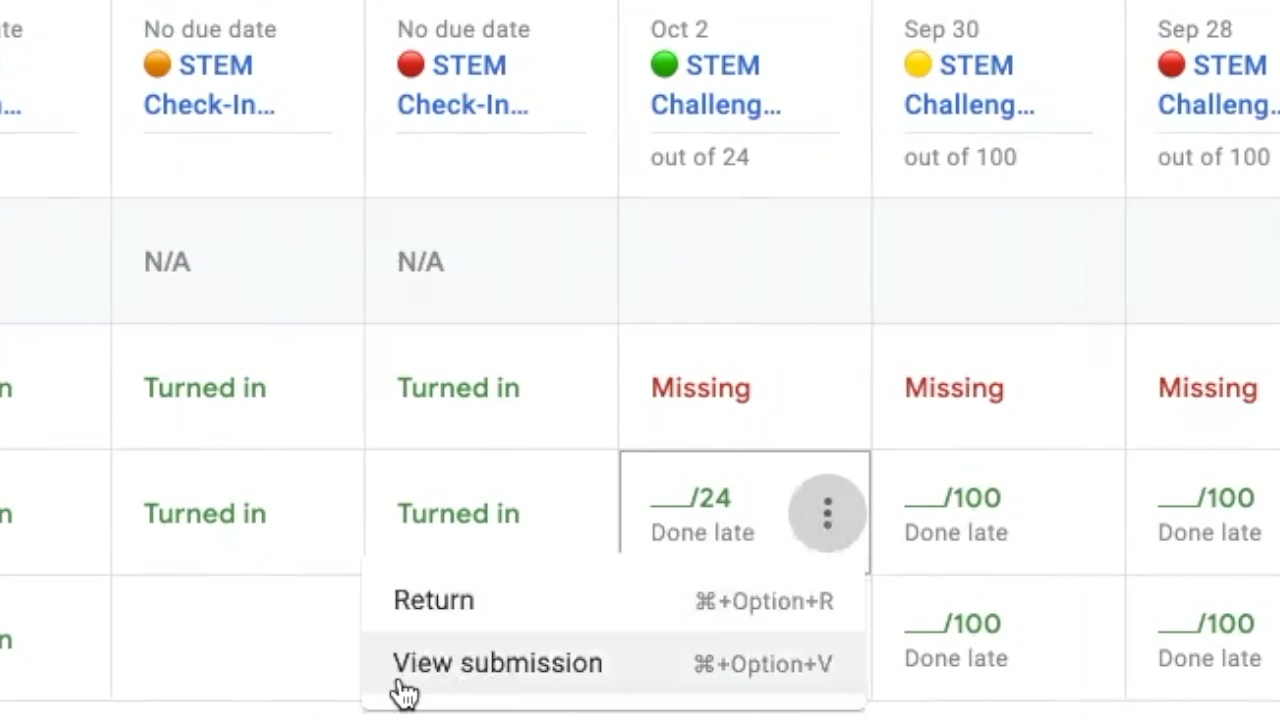 te No due date No due date Oct 2 Sep 30 Sep 28
STEM STEM STEM STEM STEM
... Check-In... Check-In... Challeng... Challeng... Challeng...
out of 24 out of 100 out of 100
N/A N/A
n Turned in Turned in Missing Missing Missing
n Turned in Turned in __/24 __/100 __/100
Done late Done late Done late
Return ⌘+Option+R
n __/100 __/100
View submission ⌘+Option+V Done late Done late